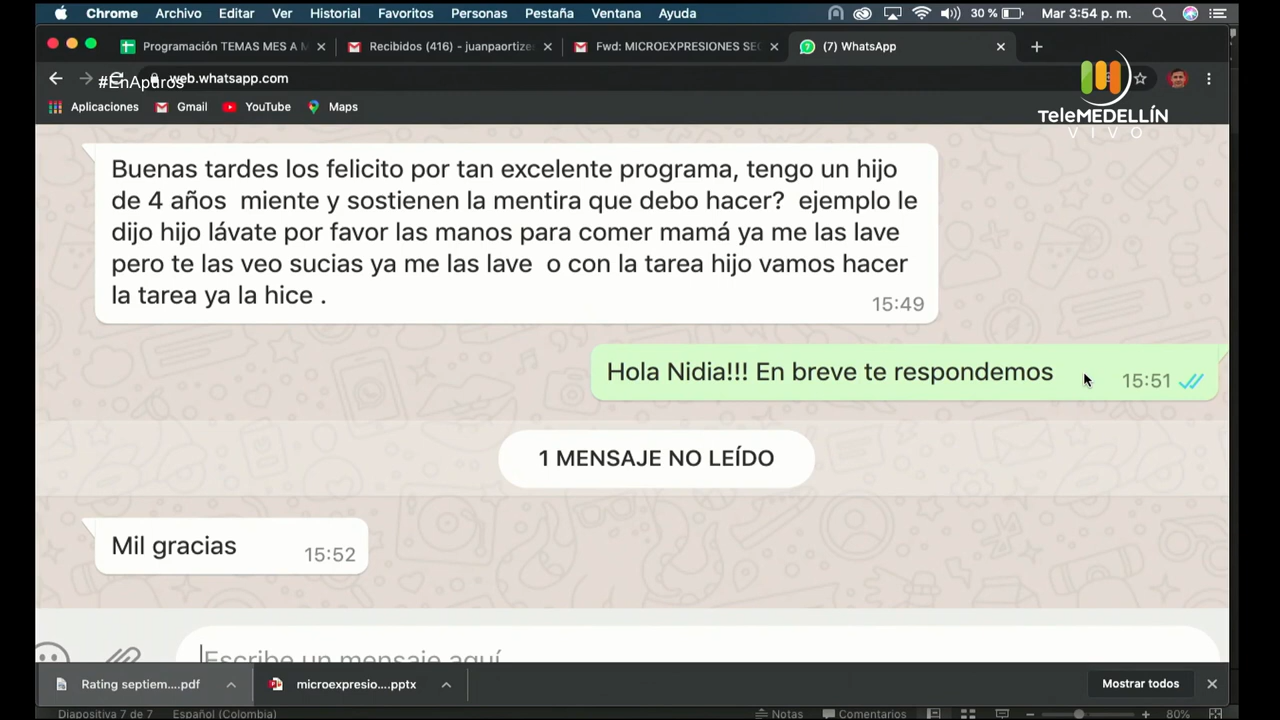 Chrome Archivo Editar Ver Historial Favoritos Personas Pestaña Ventana Ayuda 30 % Mar 3:54 p. m.
Programación TEMAS MES A M Recibidos (416) - juanpaortize Fwd: MICROEXPRESIONES SEC (7) WhatsApp
#EnApuros web.whatsapp.com
Aplicaciones Gmail YouTube Maps
TeleMEDELLÍN
VIVO
Buenas tardes los felicito por tan excelente programa, tengo un hijo
de 4 años miente y sostienen la mentira que debo hacer? ejemplo le
dijo hijo lávate por favor las manos para comer mamá ya me las lave
pero te las veo sucias ya me las lave o con la tarea hijo vamos hacer
la tarea ya la hice .
15:49
Hola Nidia!!! En breve te respondemos
15:51
1 MENSAJE NO LEÍDO
Mil gracias
15:52
Escribe un mensaje aquí
Rating septiem....pdf microexpresio....pptx Mostrar todos
Diapositiva 7 de 7 Español (Colombia) Notas Comentarios 80%